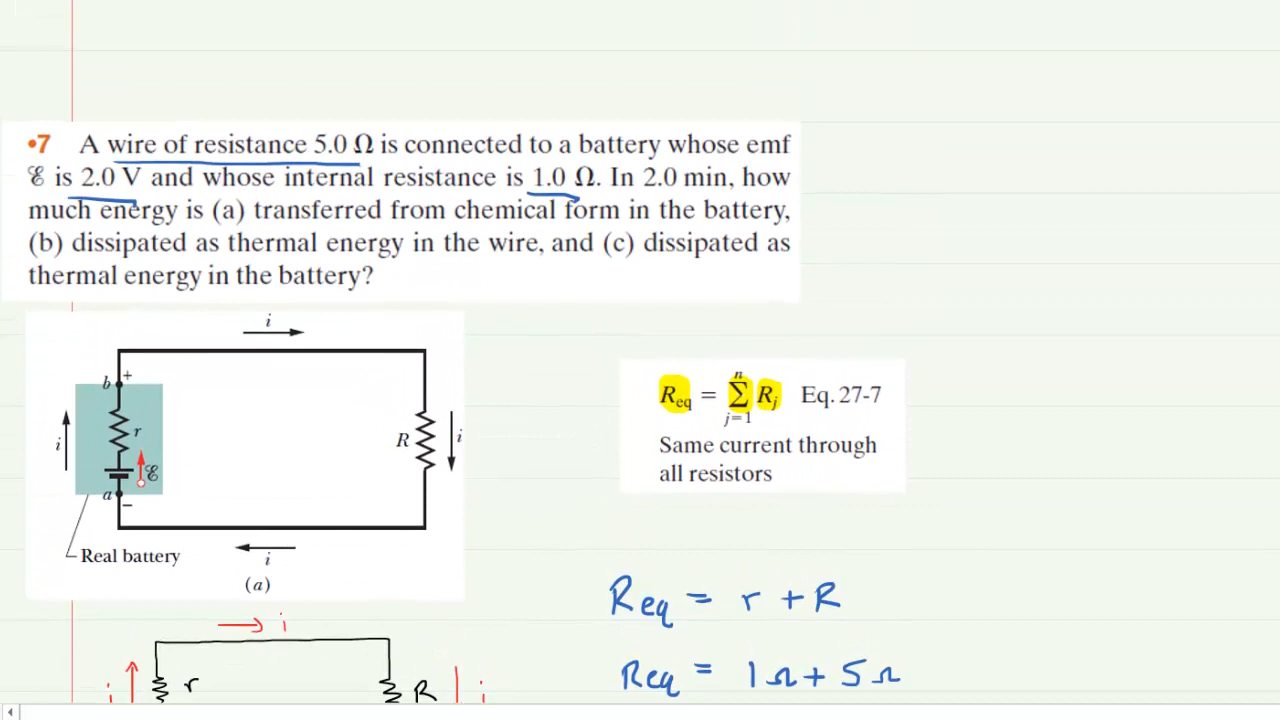 •7 A wire of resistance 5.0 Ω is connected to a battery whose emf
ℰ is 2.0 V and whose internal resistance is 1.0 Ω. In 2.0 min, how
much energy is (a) transferred from chemical form in the battery,
(b) dissipated as thermal energy in the wire, and (c) dissipated as
thermal energy in the battery?
i
b +
r
i
R
i
ℰ
a −
Real battery
i
(a)
Req = Σ Rj Eq. 27-7
n
j=1
Same current through
all resistors
Req = r + R
Req = 1Ω + 5Ω
→ i
i ↑ r
R | i